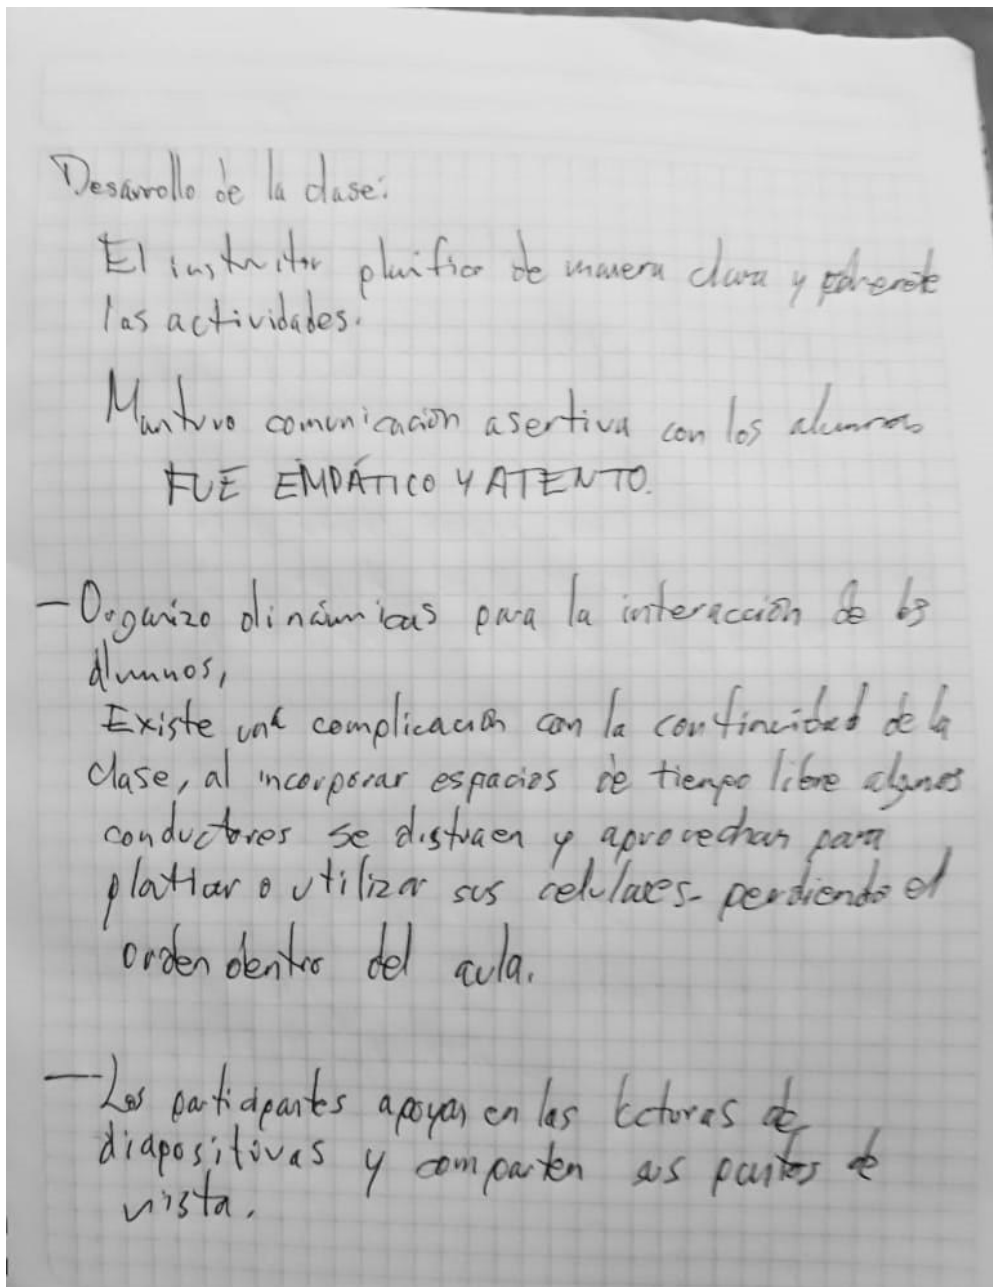 Desarrollo de la clase:
El instructor planifico de manera clara y coherente
las actividades.
Mantuvo comunicación asertiva con los alumnos
FUE EMPÁTICO Y ATENTO.
- Organizo dinámicas para la interacción de los
alumnos,
Existe una complicación con la continuidad de la
clase, al incorporar espacios de tiempo libre algunos
conductores se distraen y aprovechan para
platicar o utilizar sus celulares- perdiendo el
orden dentro del aula.
- Los participantes apoyan en las lecturas de
diapositivas y comparten sus puntos de
vista.